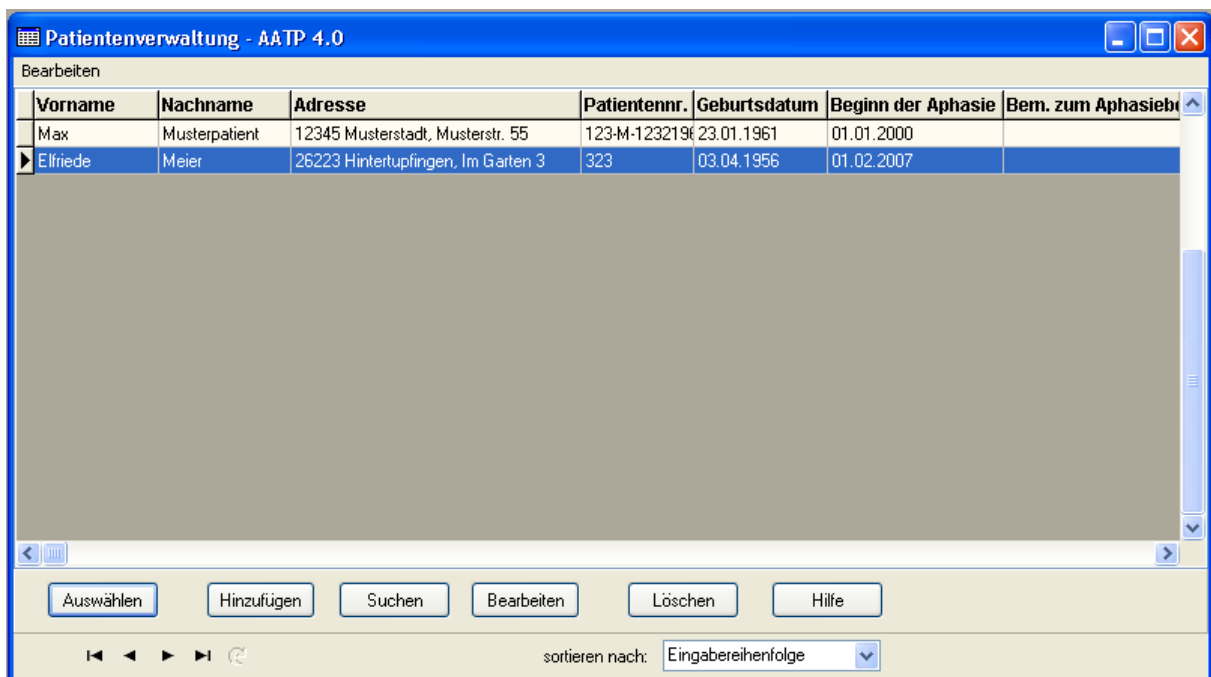 Patientenverwaltung - AATP 4.0
Bearbeiten
Vorname Nachname Adresse Patientennr. Geburtsdatum Beginn der Aphasie Bem. zum
Max Musterpatient 12345 Musterstadt, Musterstr. 55 123-M-123219 23.01.1961 01.01.2000
Elfriede Meier 26223 Hintertupfingen, Im Garten 3 323 03.04.1956 01.02.2007
Auswählen Hinzufügen Suchen Bearbeiten Löschen Hilfe
sortieren nach: Eingabereihenfolge